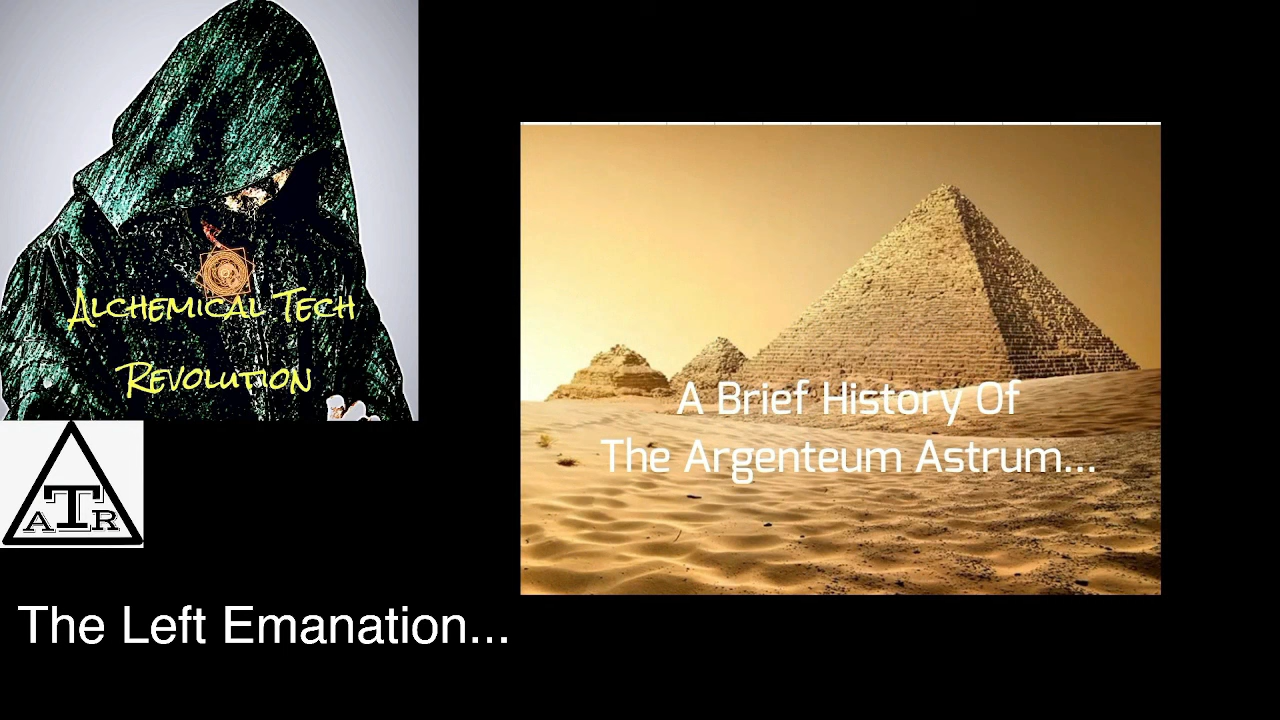 Alchemical Tech
Revolution
ATR
The Left Emanation...
A Brief History Of
The Argenteum Astrum...